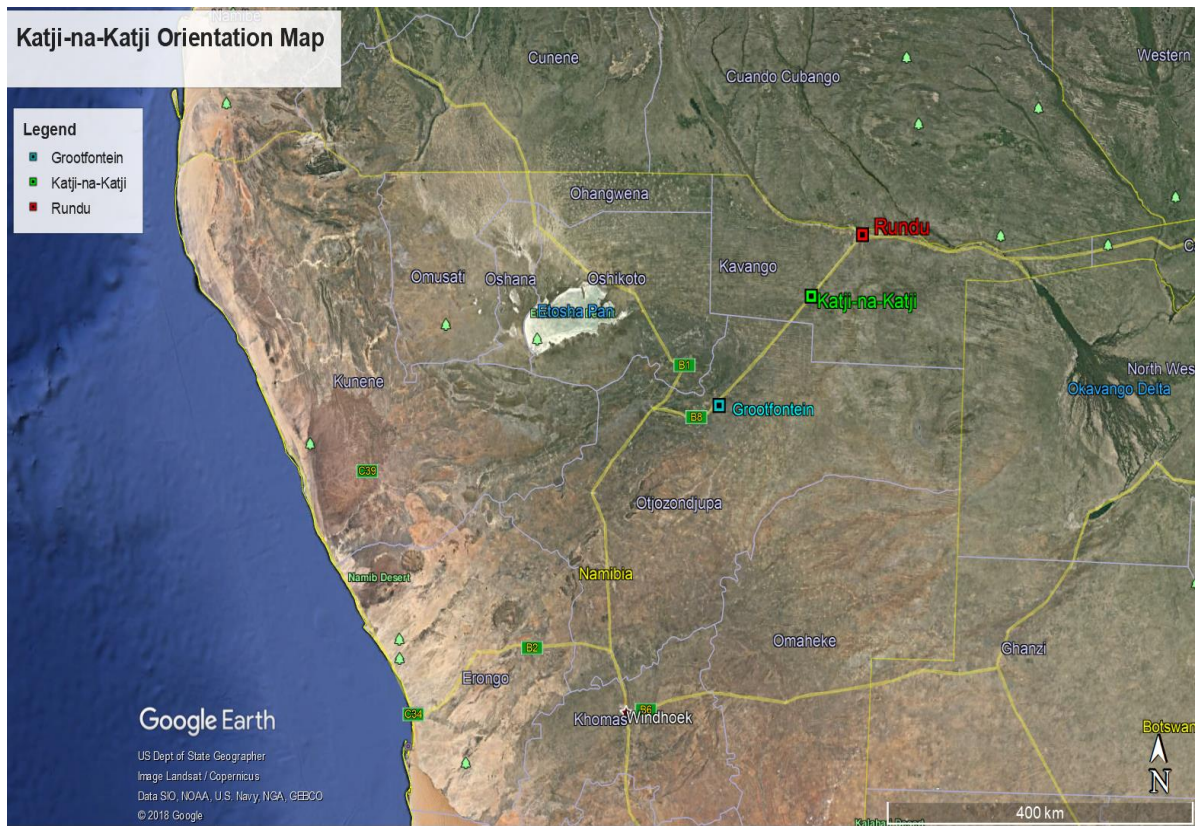 Katji-na-Katji Orientation Map
Namibe
Cunene
Cuando Cubango
Western
Legend
Grootfontein
Katji-na-Katji
Rundu
Ohangwena
Rundu
Omusati
Oshana
Oshikoto
Kavango
Katji-na-Katji
Etosha Pan
B1
North Wes
Kunene
Okavango Delta
Grootfontein
B8
C39
Otjozondjupa
Namibia
Namib Desert
Omaheke
B2
Ghanzi
Erongo
C34
B6
Khomas
Windhoek
Google Earth
Botswan
US Dept of State Geographer
Image Landsat / Copernicus
Data SIO, NOAA, U.S. Navy, NGA, GEBCO
© 2018 Google
N
400 km